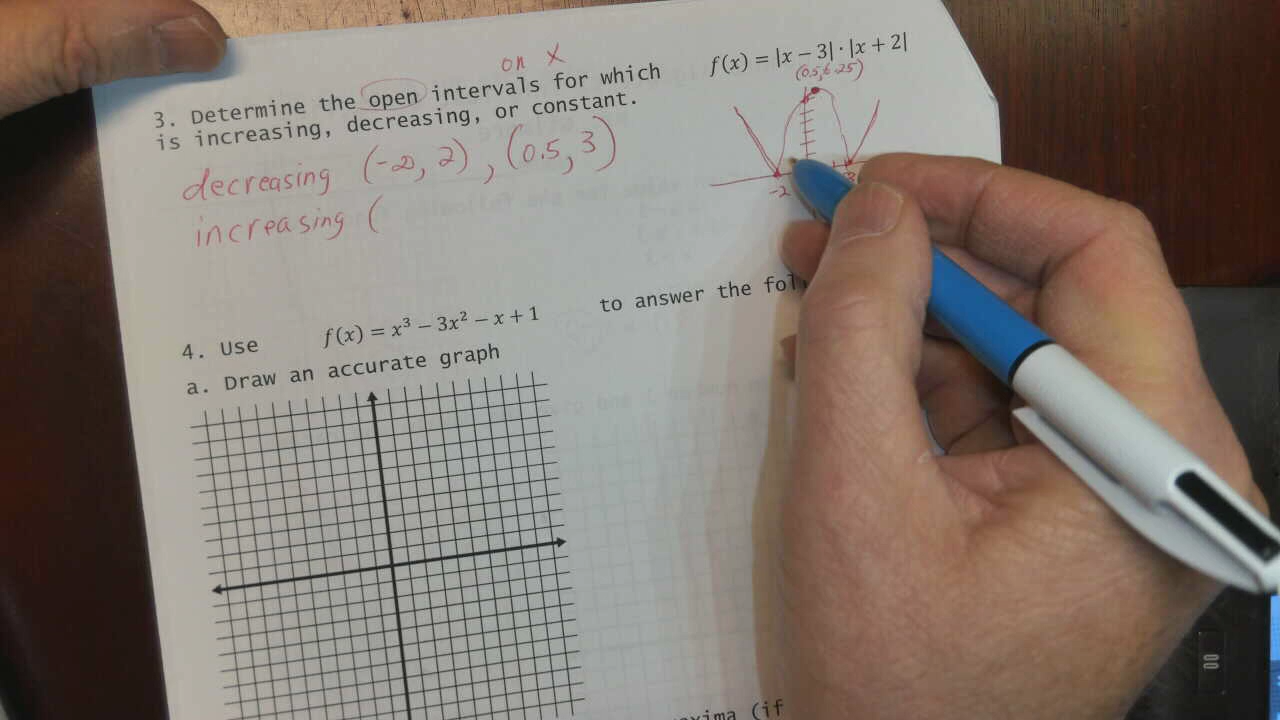 on x
3. Determine the open intervals for which f(x) = |x − 3| · |x + 2|
is increasing, decreasing, or constant.
(0.5, 6.25)
decreasing (-∞, 2), (0.5, 3)
-2 3
increasing (
4. Use f(x) = x³ − 3x² − x + 1 to answer the
a. Draw an accurate graph
(if